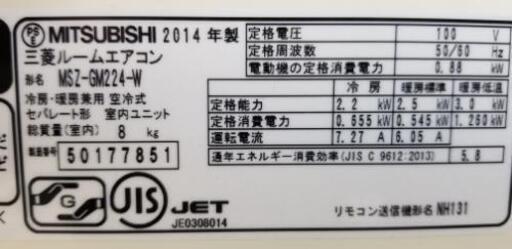 PSE MITSUBISHI 2014年製
三菱ルームエアコン
形名 MSZ-GM224-W
冷房・暖房兼用 空冷式
セパレート形 室内ユニット
総質量(室内) 8 kg
製造番号 50177851
G JIS JET
JE0308014
定格電圧 100 V
定格周波数 50/60 Hz
電動機の定格消費電力 0.88 kW
冷房 暖房標準 暖房低温
定格能力 2.2 kW 2.5 kW 3.0 kW
定格消費電力 0.655 kW 0.545 kW 1.260 kW
運転電流 7.27 A 6.05 A
通年エネルギー消費効率(JIS C 9612:2013) 5.8
リモコン送信機形名 NH131